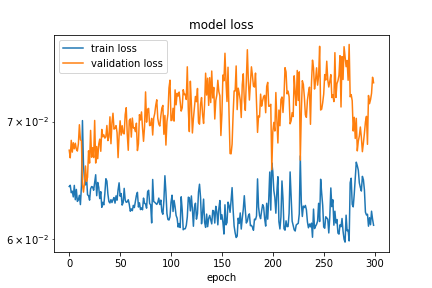 model loss
train loss
validation loss
7 × 10⁻²
6 × 10⁻²
0 50 100 150 200 250 300
epoch